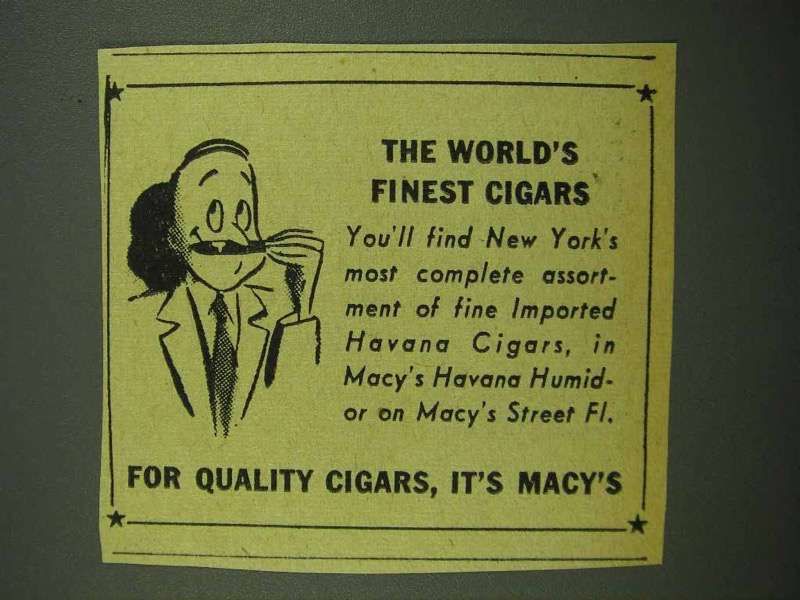 THE WORLD'S
FINEST CIGARS
You'll find New York's
most complete assort-
ment of fine Imported
Havana Cigars, in
Macy's Havana Humid-
or on Macy's Street Fl.
FOR QUALITY CIGARS, IT'S MACY'S